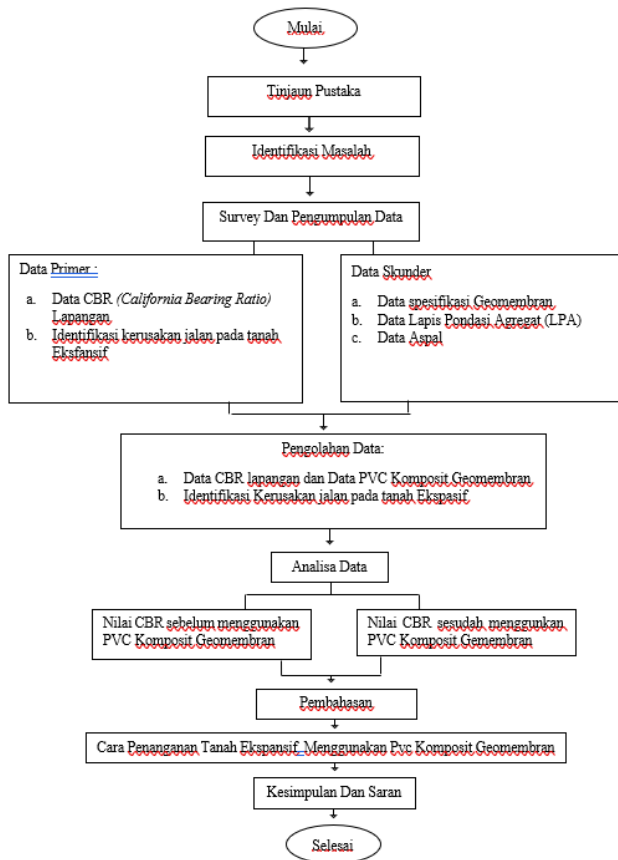 Mulai
Tinjaun Pustaka
Identifikasi Masalah
Survey Dan Pengumpulan Data
Data Primer :
a. Data CBR (California Bearing Ratio)
Lapangan
b. Identifikasi kerusakan jalan pada tanah
Eksfansif
Data Skunder
a. Data spesifikasi Geomembran
b. Data Lapis Pondasi Agregat (LPA)
c. Data Aspal
Pengolahan Data:
a. Data CBR lapangan dan Data PVC Komposit Geomembran
b. Identifikasi Kerusakan jalan pada tanah Ekspasif
Analisa Data
Nilai CBR sebelum menggunakan
PVC Komposit Geomembran
Nilai CBR sesudah menggunkan
PVC Komposit Gemembran
Pembahasan
Cara Penanganan Tanah Ekspansif Menggunakan Pvc Komposit Geomembran
Kesimpulan Dan Saran
Selesai